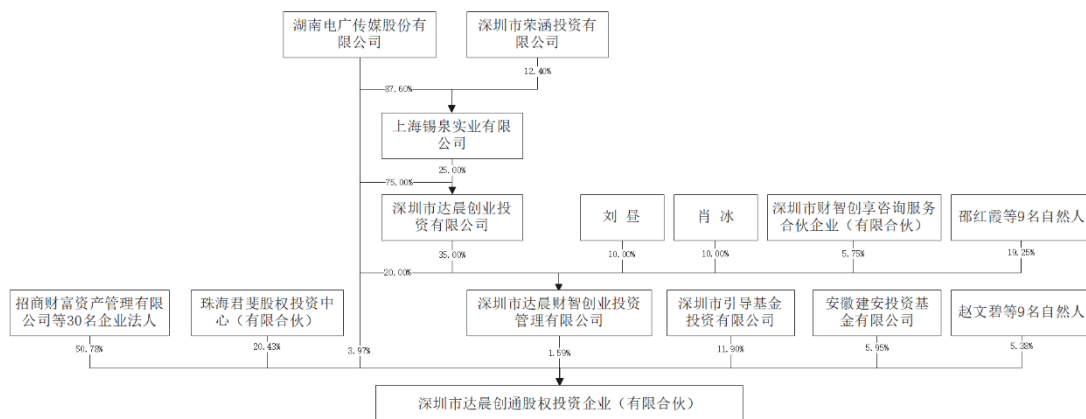 湖南电广传媒股份有
限公司
深圳市荣涵投资有
限公司
12.40%
87.60%
上海锡泉实业有限
公司
25.00%
75.00%
深圳市达晨创业投
资有限公司
刘 昼
肖 冰
深圳市财智创享咨询服务
合伙企业（有限合伙）
邵红霞等9名自然人
35.00%
10.00%
10.00%
5.75%
19.25%
20.00%
招商财富资产管理有限
公司等30名企业法人
珠海君斐股权投资中
心（有限合伙）
深圳市达晨财智创业投资
管理有限公司
深圳市引导基金
投资有限公司
安徽建安投资基
金有限公司
赵文碧等9名自然人
50.78%
20.43%
3.97%
1.59%
11.90%
5.95%
5.38%
深圳市达晨创通股权投资企业（有限合伙）